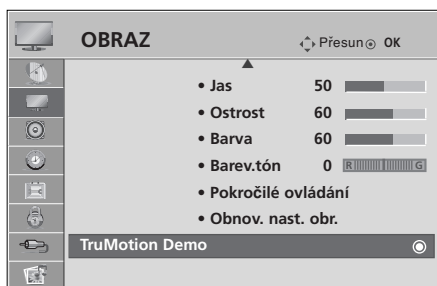 OBRAZ Přesun OK
• Jas 50
• Ostrost 60
• Barva 60
• Barev.tón 0 R G
• Pokročilé ovládání
• Obnov. nast. obr.
TruMotion Demo